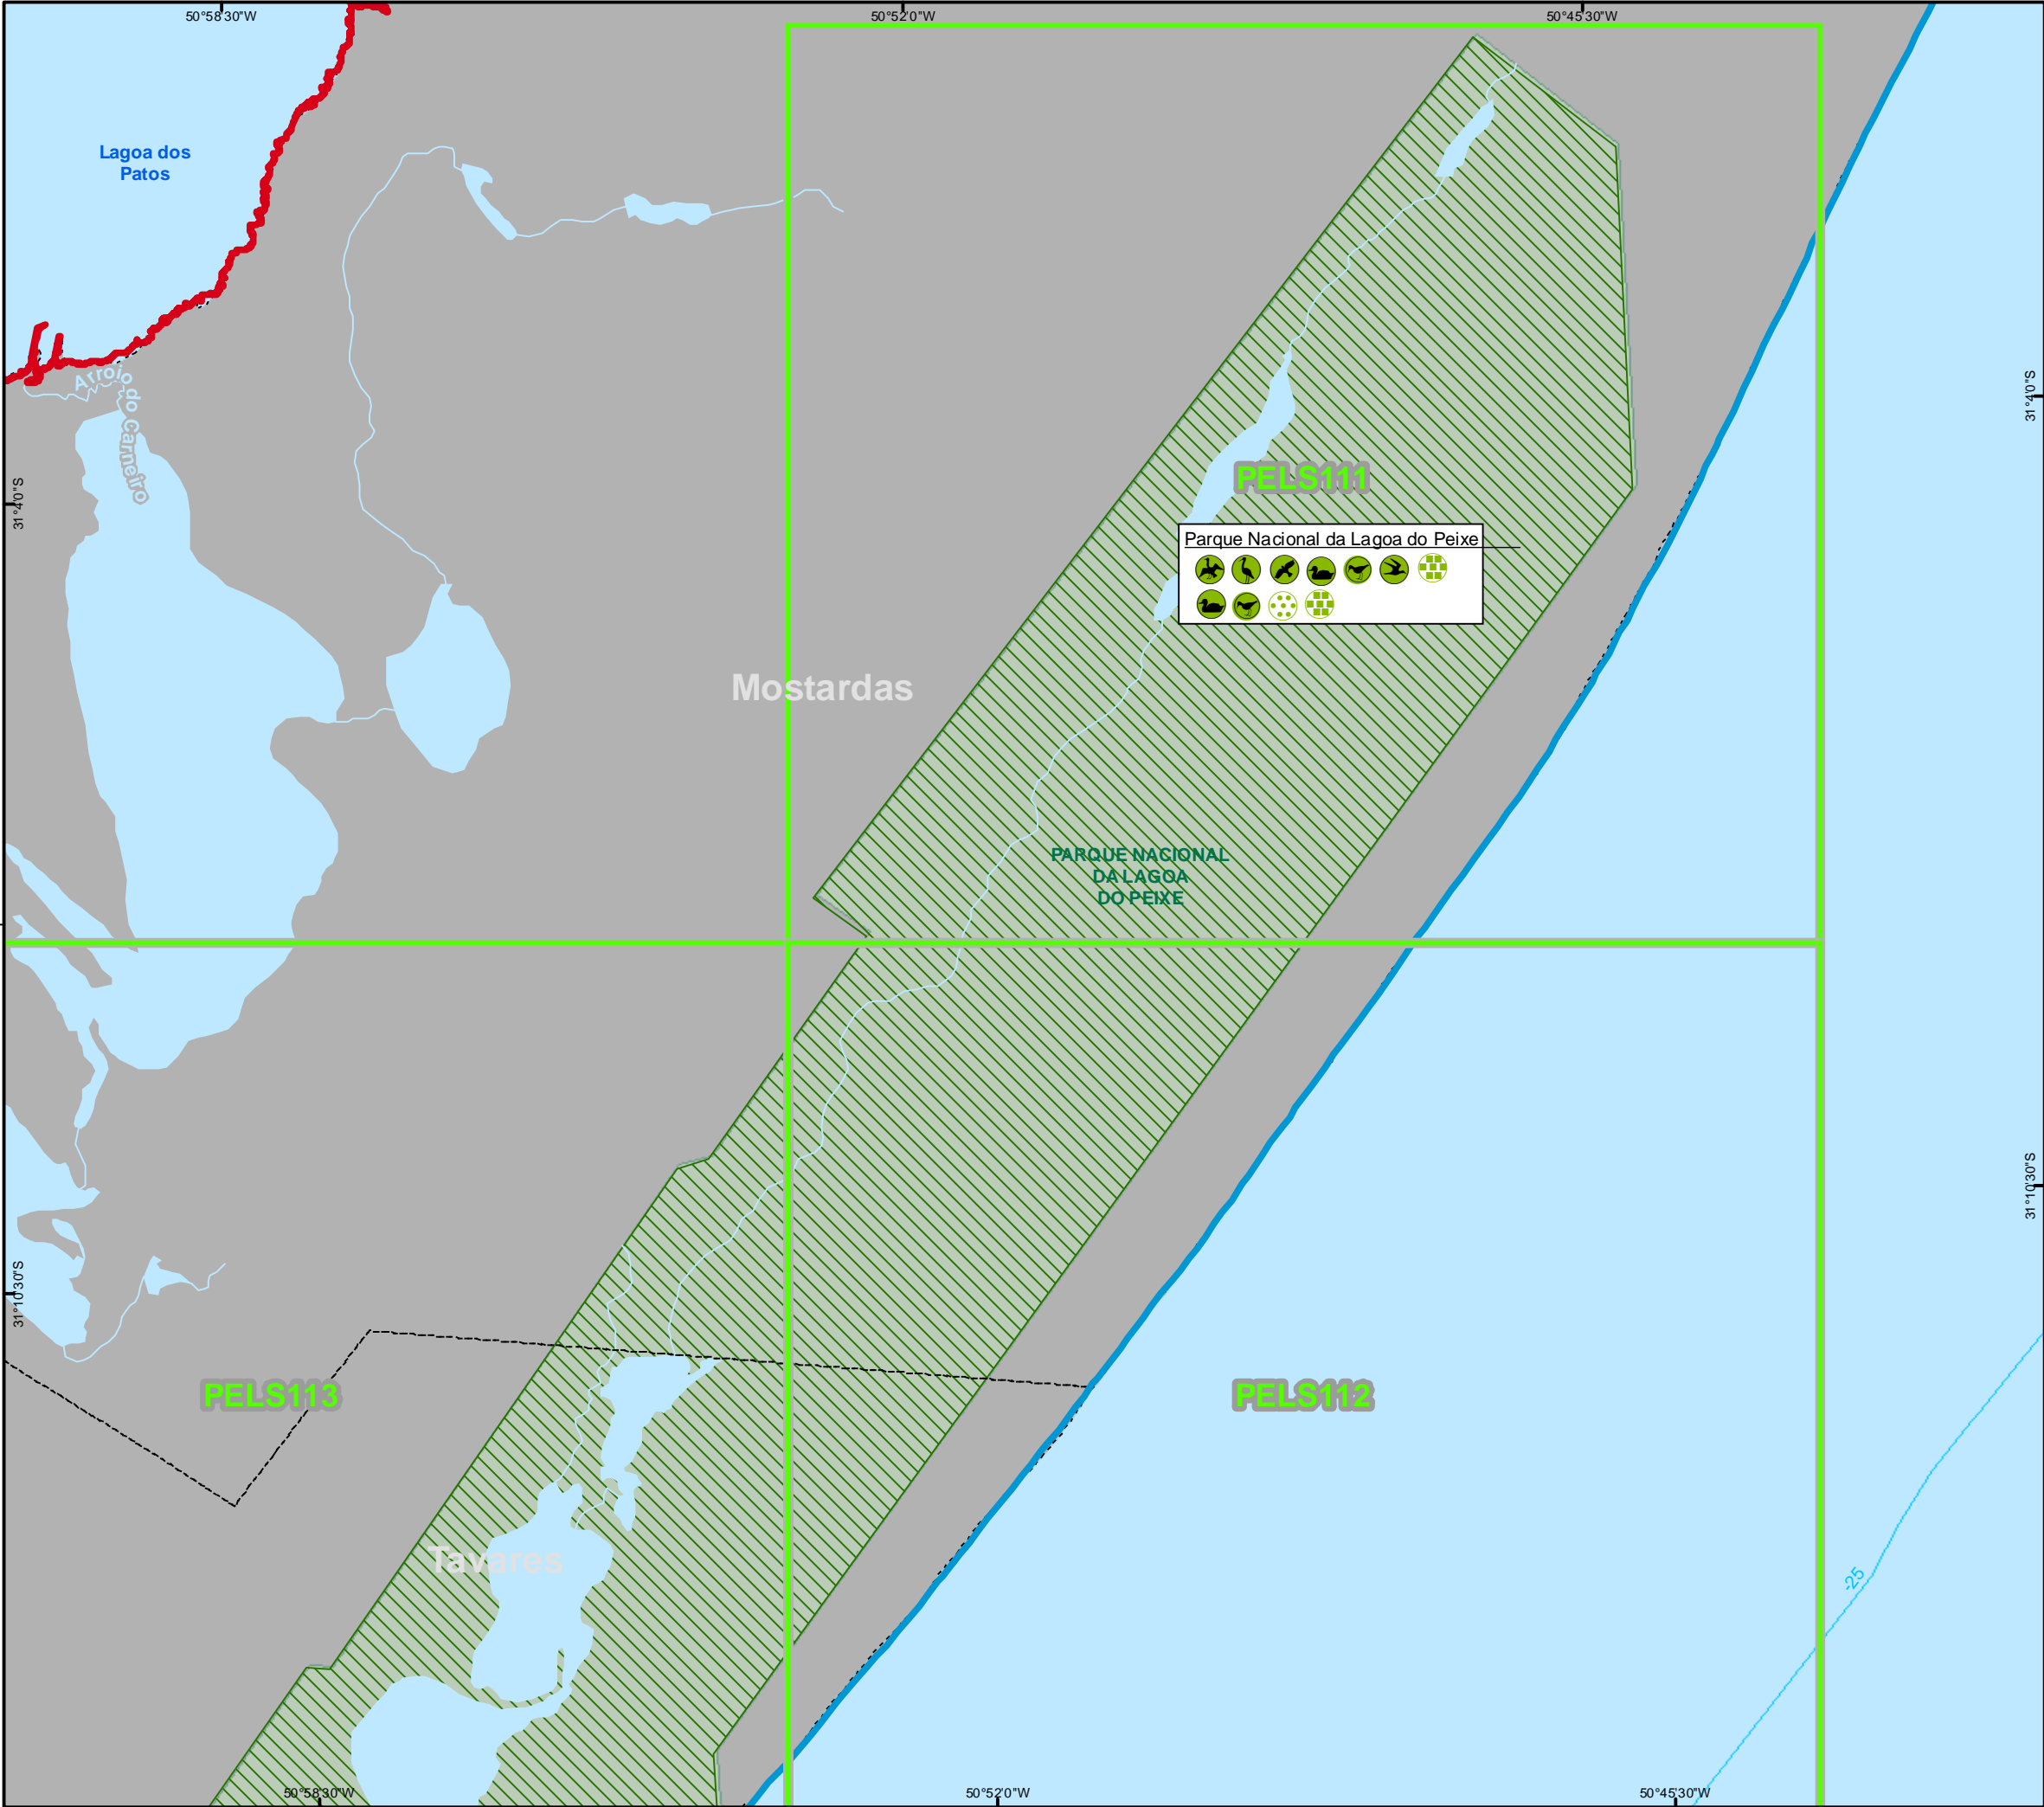 50°58'30"W
50°52'0"W
50°45'30"W
Lagoa dos
Patos
Arroio do Carneiro
31°4'0"S
31°4'0"S
PELS111
Parque Nacional da Lagoa do Peixe
Mostardas
PARQUE NACIONAL
DA LAGOA
DO PEIXE
31°10'30"S
31°10'30"S
PELS113
PELS112
Tavares
-25
50°58'30"W
50°52'0"W
50°45'30"W